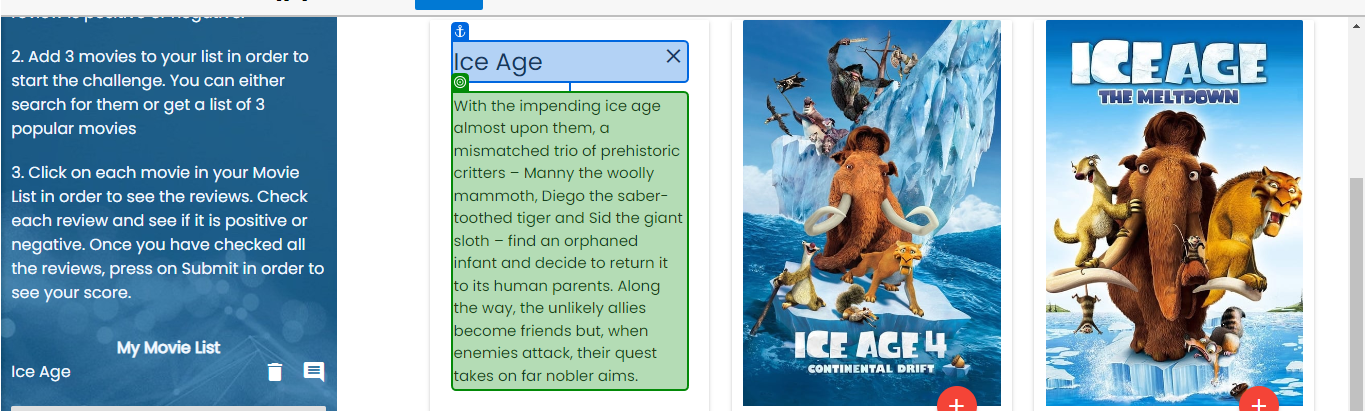 2. Add 3 movies to your list in order to
start the challenge. You can either
search for them or get a list of 3
popular movies
3. Click on each movie in your Movie
List in order to see the reviews. Check
each review and see if it is positive or
negative. Once you have checked all
the reviews, press on Submit in order to
see your score.
My Movie List
Ice Age
Ice Age
With the impending ice age
almost upon them, a
mismatched trio of prehistoric
critters – Manny the woolly
mammoth, Diego the saber-
toothed tiger and Sid the giant
sloth – find an orphaned
infant and decide to return it
to its human parents. Along
the way, the unlikely allies
become friends but, when
enemies attack, their quest
takes on far nobler aims.
ICE AGE 4
CONTINENTAL DRIFT
ICE AGE
THE MELTDOWN